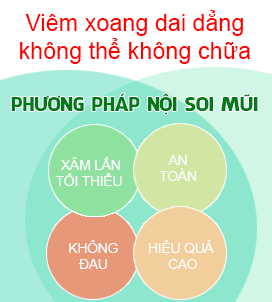 Viêm xoang dai dẳng
không thể không chữa
PHƯƠNG PHÁP NỘI SOI MŨI
XÂM LẤN
TỐI THIỂU
AN
TOÀN
KHÔNG
ĐAU
HIỆU QUẢ
CAO